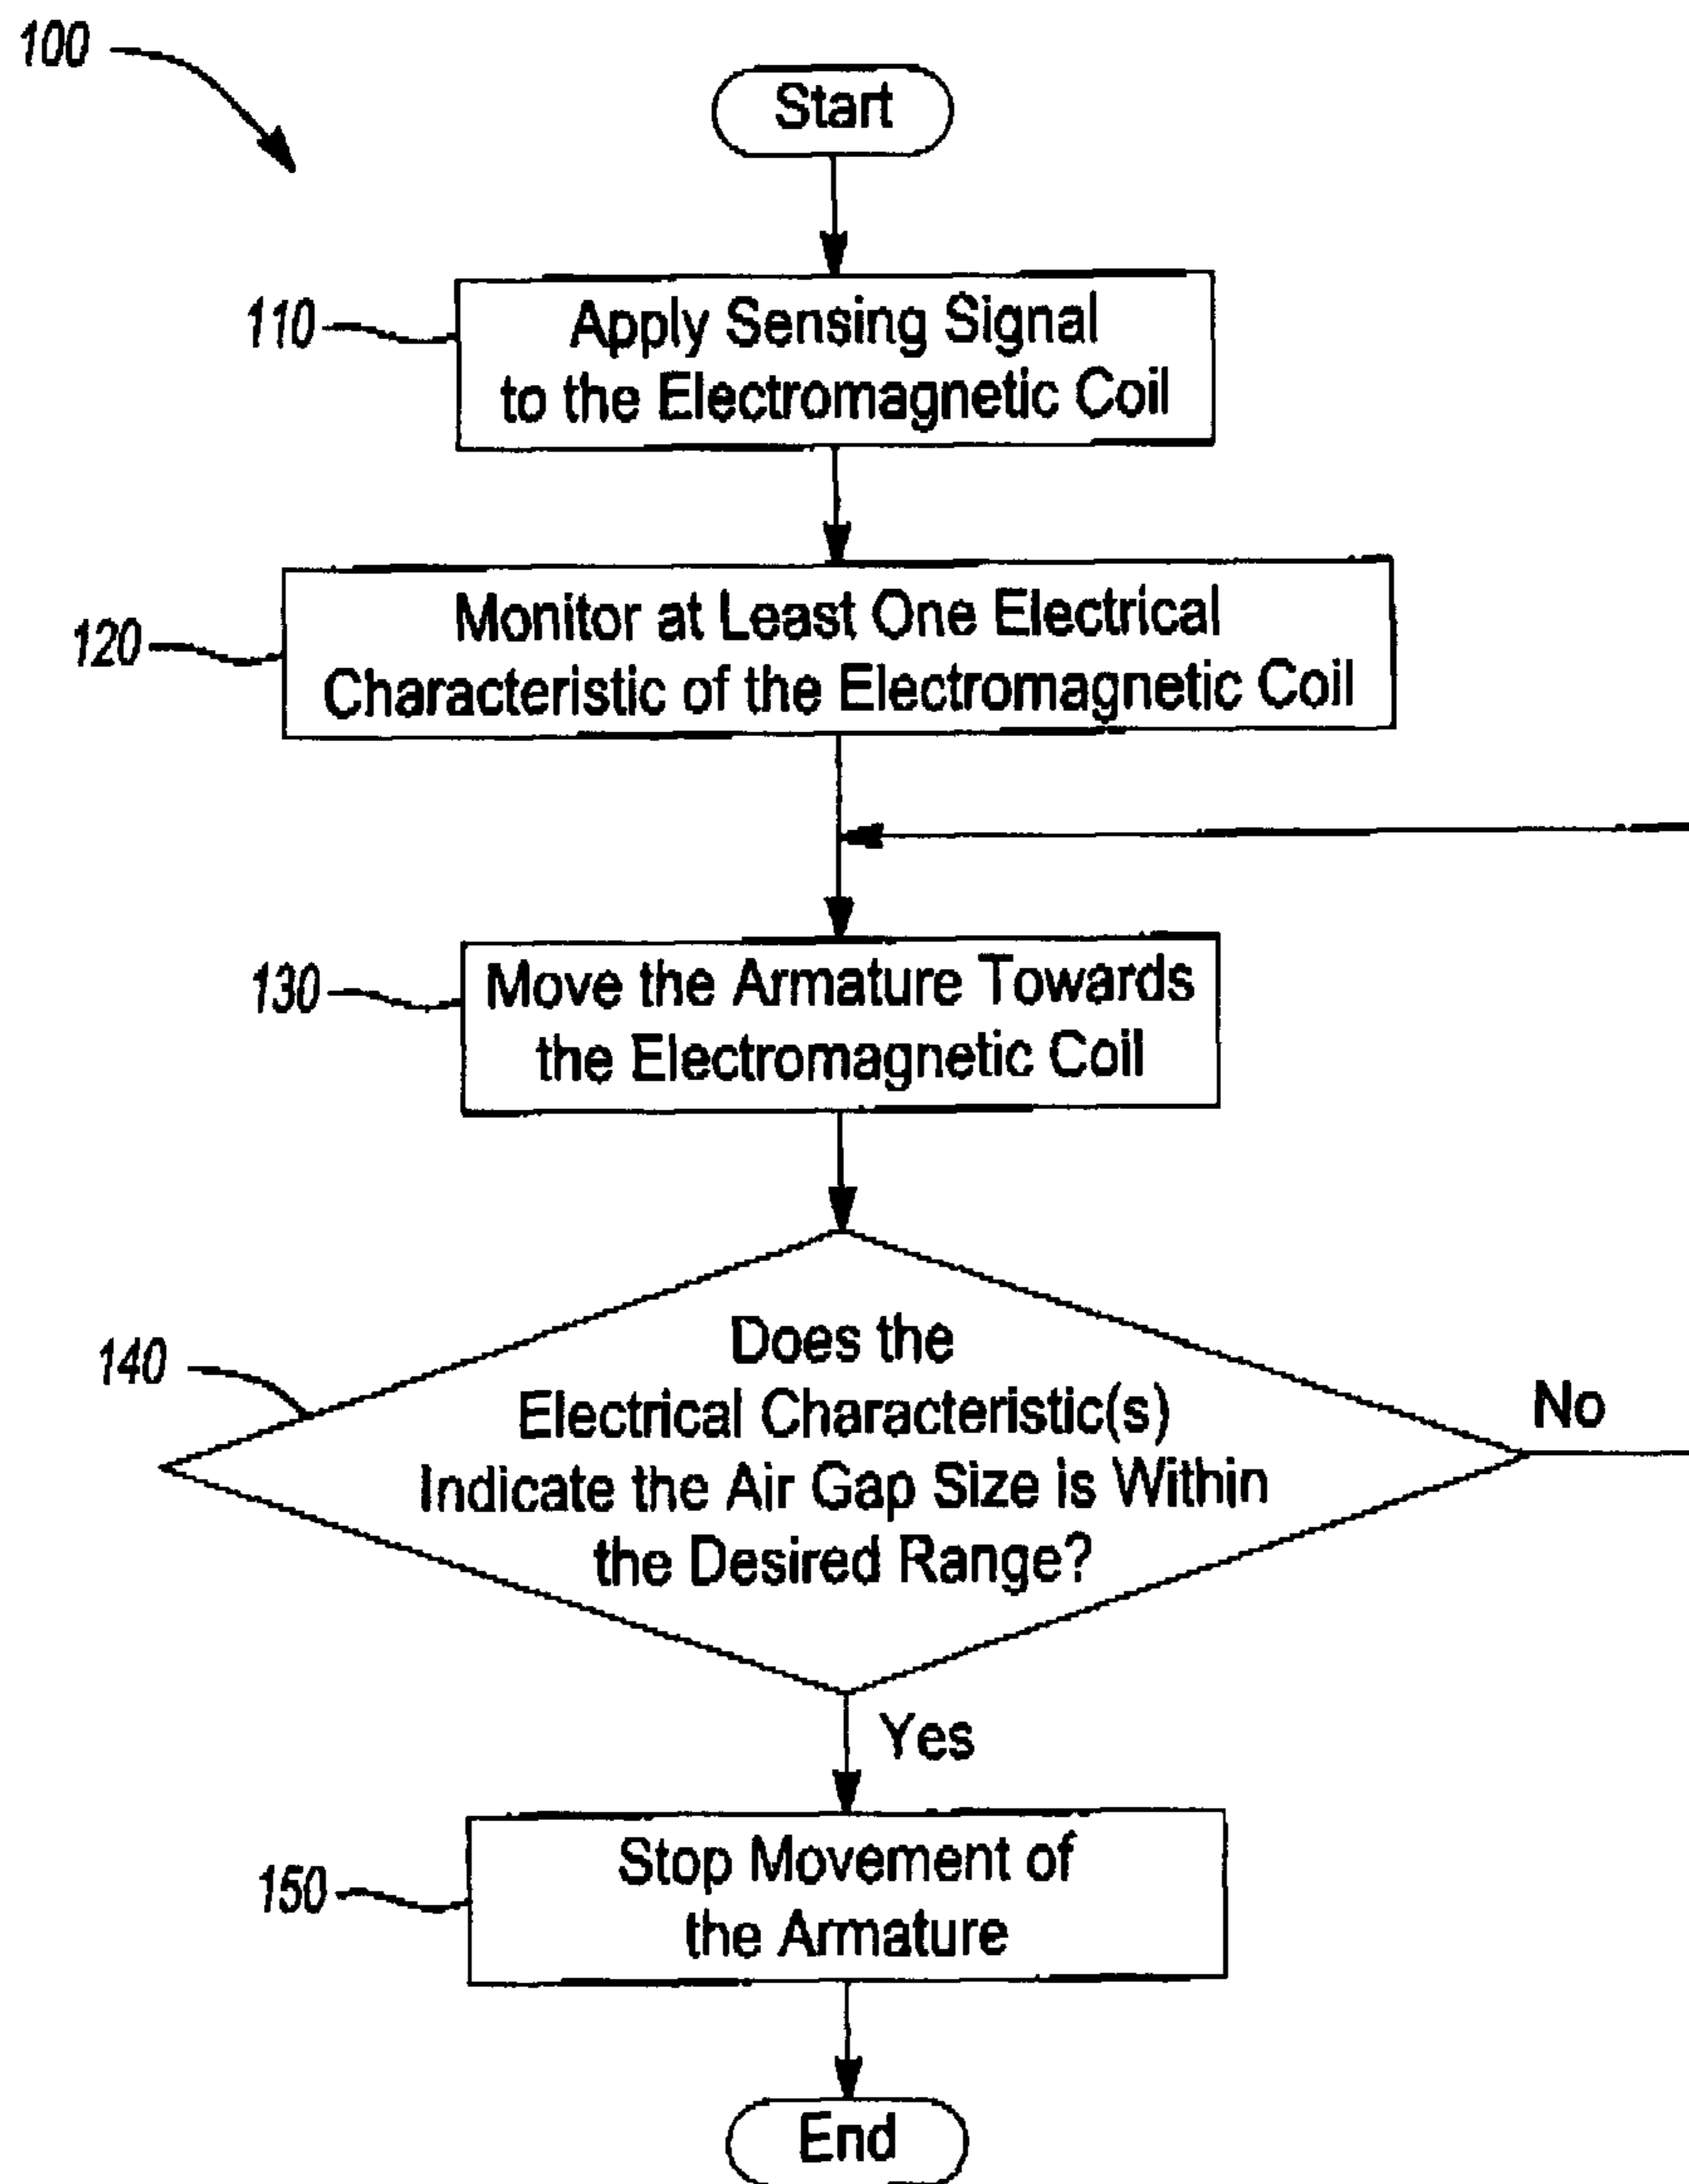 100
Start
110
Apply Sensing Signal
to the Electromagnetic Coil
120
Monitor at Least One Electrical
Characteristic of the Electromagnetic Coil
130
Move the Armature Towards
the Electromagnetic Coil
140
Does the
Electrical Characteristic(s)
Indicate the Air Gap Size is Within
the Desired Range?
No
Yes
150
Stop Movement of
the Armature
End